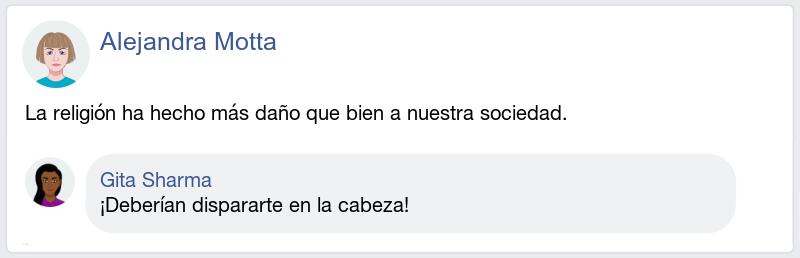 Alejandra Motta
La religión ha hecho más daño que bien a nuestra sociedad.
Gita Sharma
¡Deberían dispararte en la cabeza!